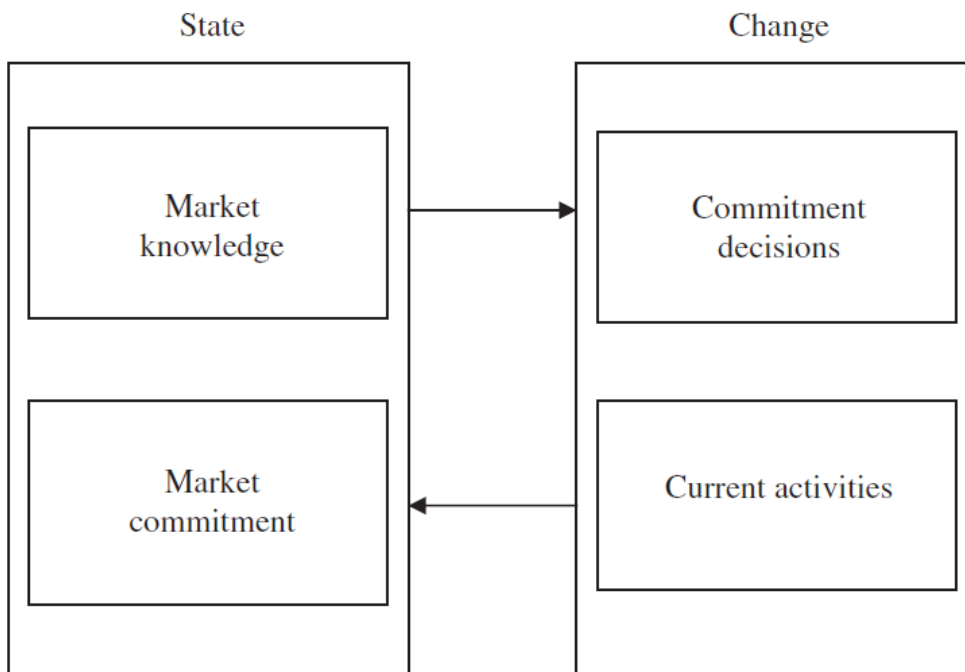 State
Change
Market
knowledge
Commitment
decisions
Market
commitment
Current activities